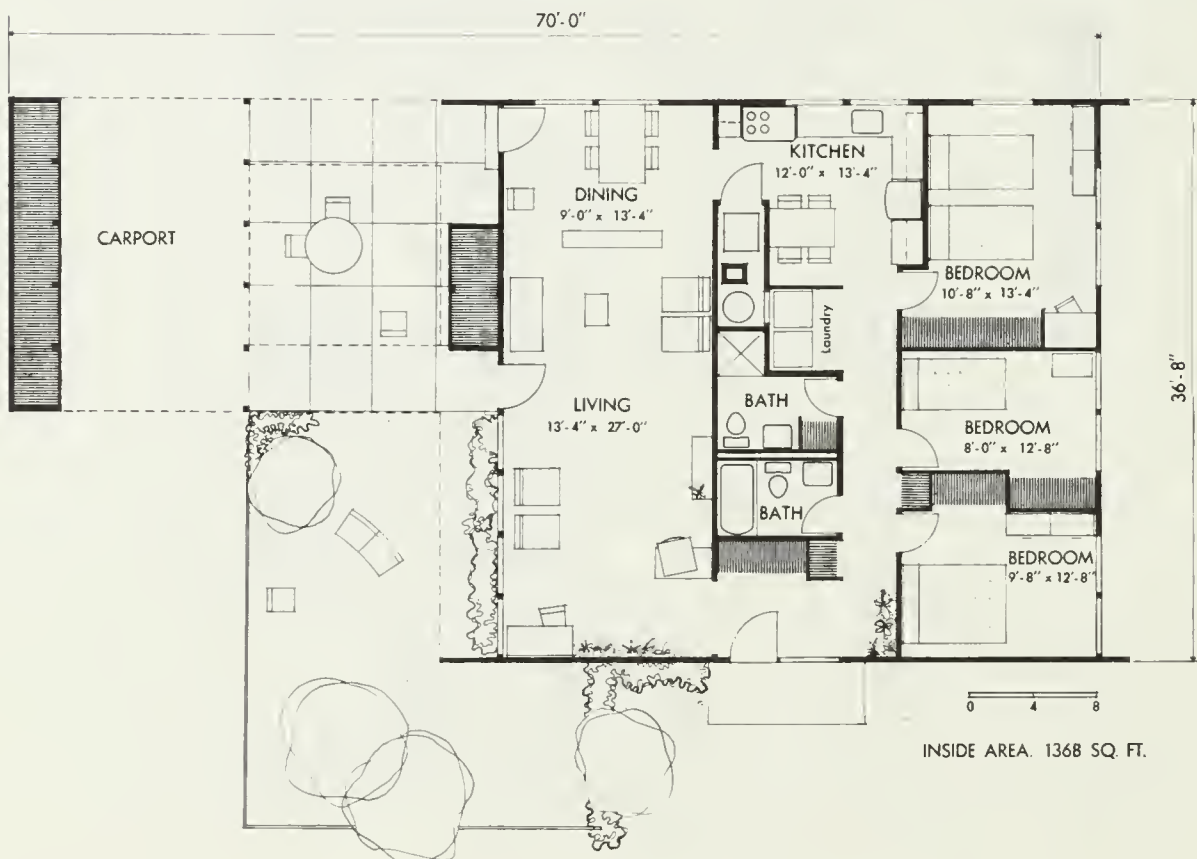 70'-0"
CARPORT
DINING
9'-0" x 13'-4"
KITCHEN
12'-0" x 13'-4"
BEDROOM
10'-8" x 13'-4"
Laundry
36'-8"
LIVING
13'-4" x 27'-0"
BATH
BEDROOM
8'-0" x 12'-8"
BATH
BEDROOM
9'-8" x 12'-8"
0 4 8
INSIDE AREA. 1368 SQ. FT.